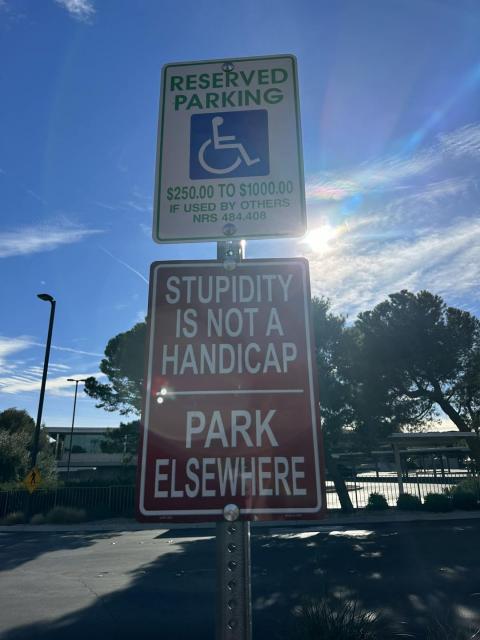 RESERVED
PARKING
$250.00 TO $1000.00
IF USED BY OTHERS
NRS 484.408
STUPIDITY
IS NOT A
HANDICAP
PARK
ELSEWHERE